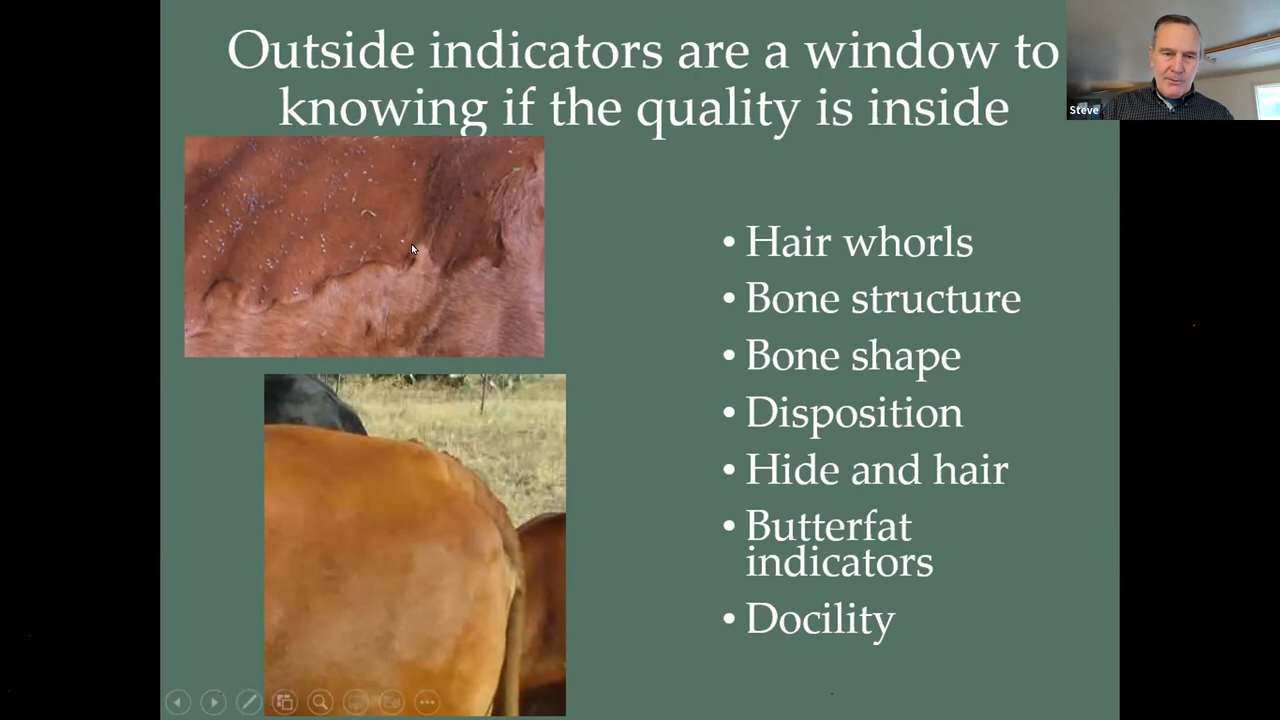 Outside indicators are a window to
knowing if the quality is inside
Steve
• Hair whorls
• Bone structure
• Bone shape
• Disposition
• Hide and hair
• Butterfat
indicators
• Docility